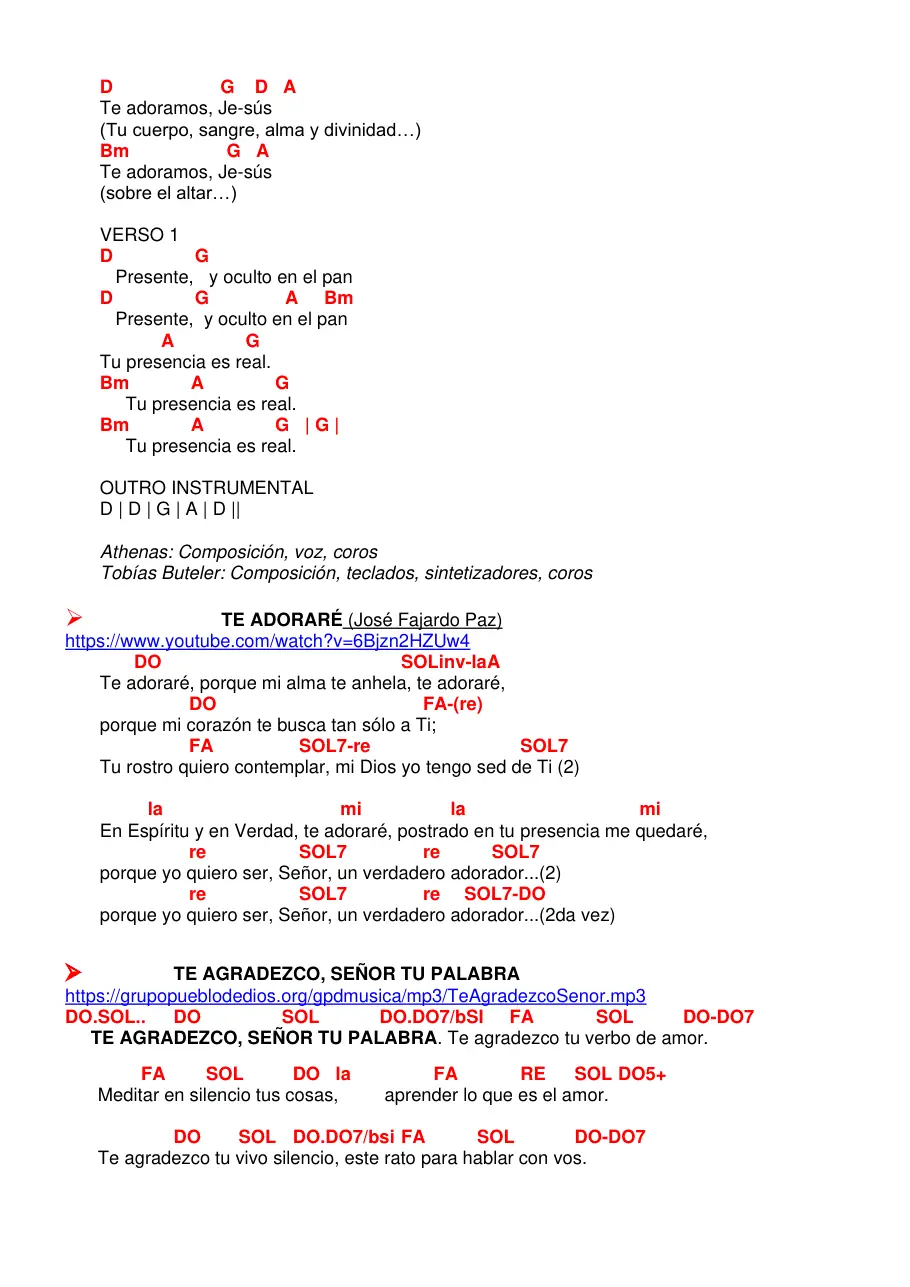 D G D A
Te adoramos, Je-sús
(Tu cuerpo, sangre, alma y divinidad…)
Bm G A
Te adoramos, Je-sús
(sobre el altar…)
VERSO 1
D G
Presente, y oculto en el pan
D G A Bm
Presente, y oculto en el pan
A G
Tu presencia es real.
Bm A G
Tu presencia es real.
Bm A G | G |
Tu presencia es real.
OUTRO INSTRUMENTAL
D | D | G | A | D ||
Athenas: Composición, voz, coros
Tobías Buteler: Composición, teclados, sintetizadores, coros
TE ADORARÉ (José Fajardo Paz)
https://www.youtube.com/watch?v=6Bjzn2HZUw4
DO SOLinv-laA
Te adoraré, porque mi alma te anhela, te adoraré,
DO FA-(re)
porque mi corazón te busca tan sólo a Ti;
FA SOL7-re SOL7
Tu rostro quiero contemplar, mi Dios yo tengo sed de Ti (2)
la mi la mi
En Espíritu y en Verdad, te adoraré, postrado en tu presencia me quedaré,
re SOL7 re SOL7
porque yo quiero ser, Señor, un verdadero adorador...(2)
re SOL7 re SOL7-DO
porque yo quiero ser, Señor, un verdadero adorador...(2da vez)
TE AGRADEZCO, SEÑOR TU PALABRA
https://grupopueblodedios.org/gpdmusica/mp3/TeAgradezcoSenor.mp3
DO.SOL.. DO SOL DO.DO7/bSI FA SOL DO-DO7
TE AGRADEZCO, SEÑOR TU PALABRA. Te agradezco tu verbo de amor.
FA SOL DO la FA RE SOL DO5+
Meditar en silencio tus cosas, aprender lo que es el amor.
DO SOL DO.DO7/bsi FA SOL DO-DO7
Te agradezco tu vivo silencio, este rato para hablar con vos.